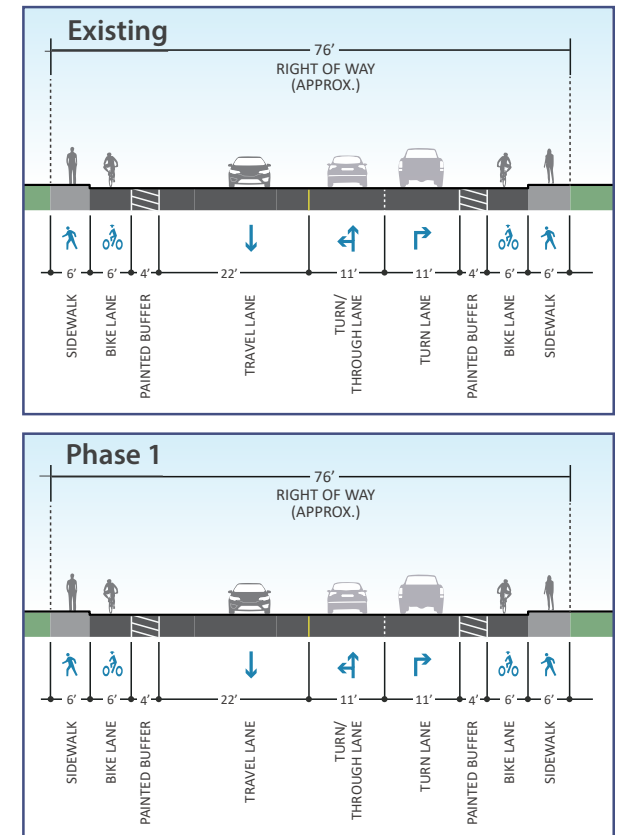 Existing
76’
RIGHT OF WAY
(APPROX.)
6’ 6’ 4’ 22’ 11’ 11’ 4’ 6’ 6’
SIDEWALK
BIKE LANE
PAINTED BUFFER
TRAVEL LANE
TURN/
THROUGH LANE
TURN LANE
PAINTED BUFFER
BIKE LANE
SIDEWALK
Phase 1
76’
RIGHT OF WAY
(APPROX.)
6’ 6’ 4’ 22’ 11’ 11’ 4’ 6’ 6’
SIDEWALK
BIKE LANE
PAINTED BUFFER
TRAVEL LANE
TURN/
THROUGH LANE
TURN LANE
PAINTED BUFFER
BIKE LANE
SIDEWALK